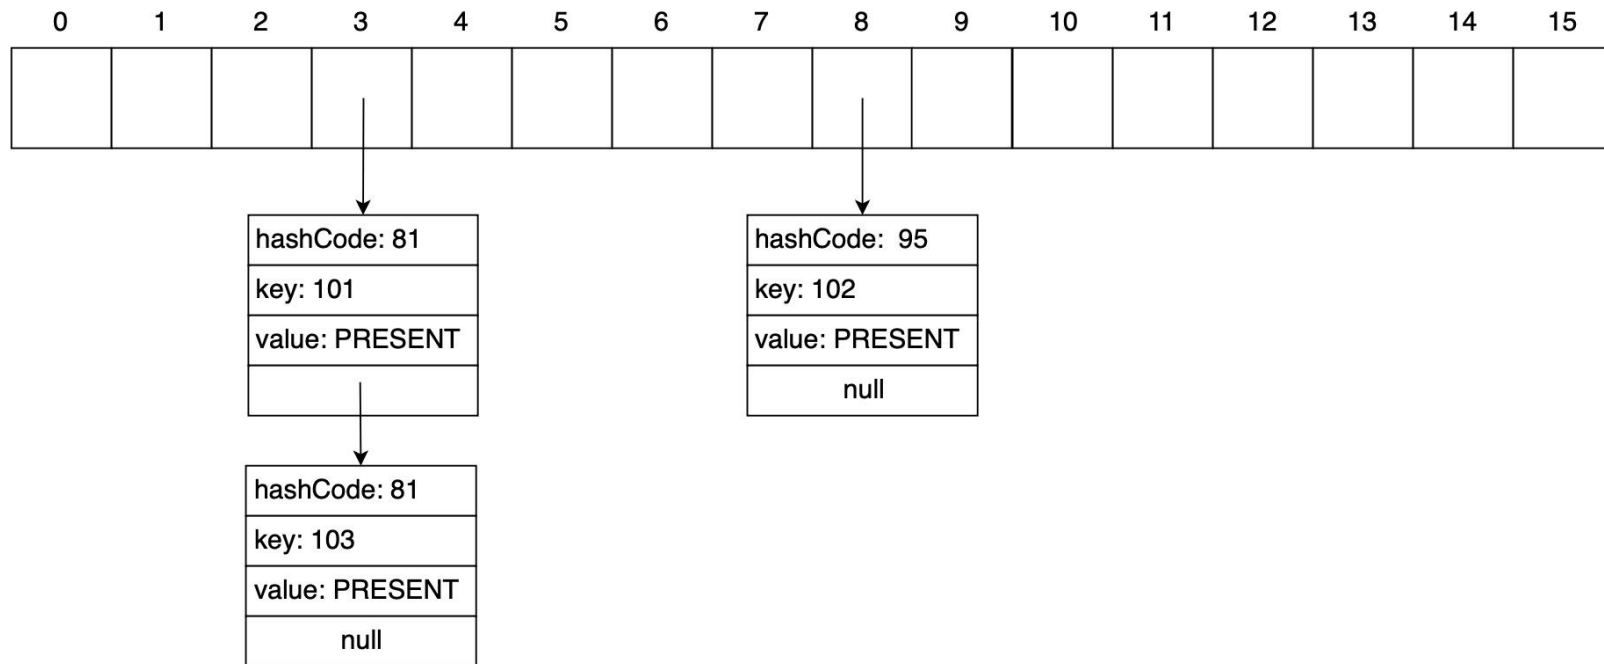 0 1 2 3 4 5 6 7 8 9 10 11 12 13 14 15
hashCode: 81
key: 101
value: PRESENT
hashCode: 95
key: 102
value: PRESENT
null
hashCode: 81
key: 103
value: PRESENT
null